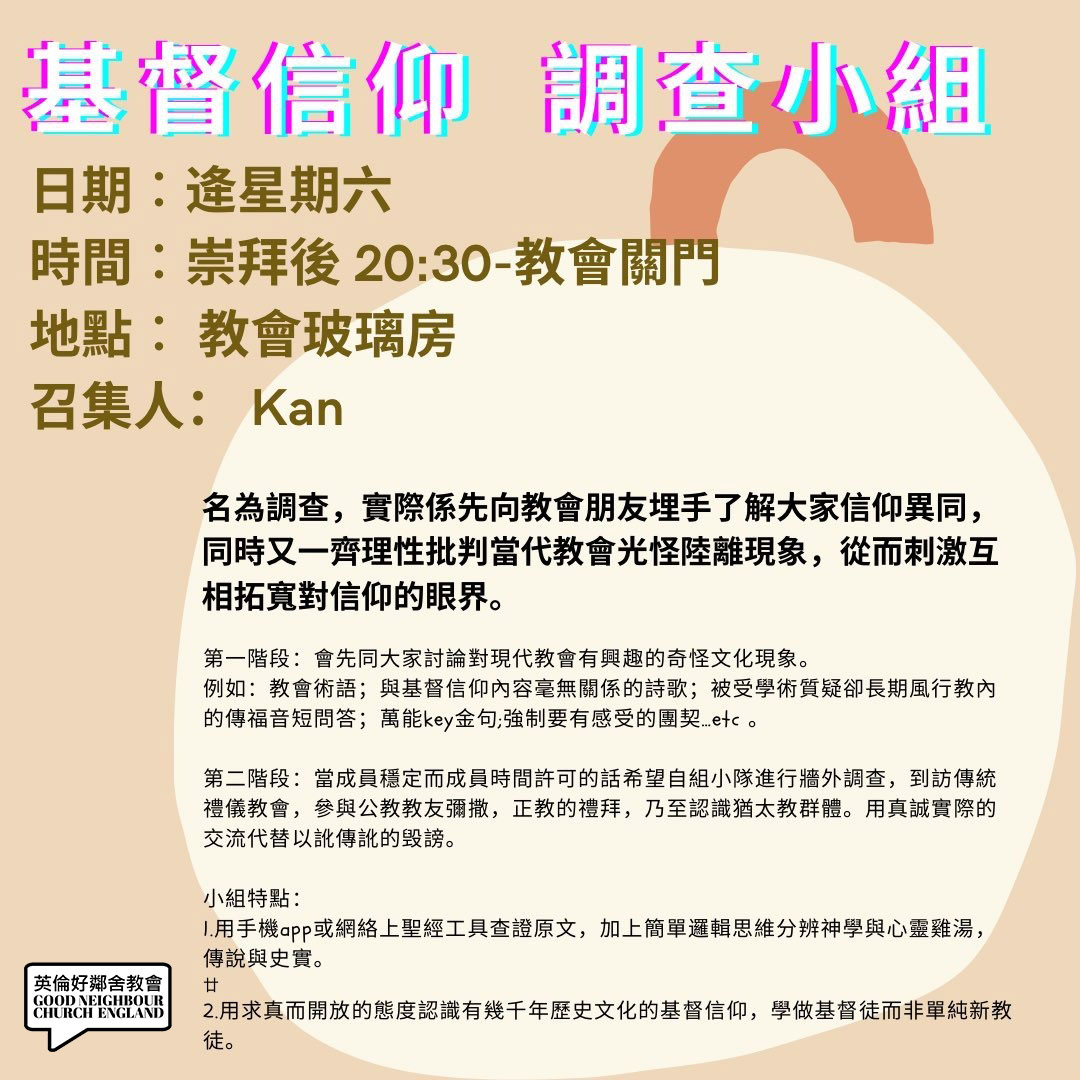 基督信仰 調查小組
日期：逢星期六
時間：崇拜後 20:30-教會關門
地點： 教會玻璃房
召集人： Kan
名為調查，實際係先向教會朋友埋手了解大家信仰異同，
同時又一齊理性批判當代教會光怪陸離現象，從而刺激互
相拓寬對信仰的眼界。
第一階段：會先同大家討論對現代教會有興趣的奇怪文化現象。
例如：教會術語；與基督信仰內容毫無關係的詩歌；被受學術質疑卻長期風行教內
的傳福音短問答；萬能key金句;強制要有感受的團契...etc 。
第二階段：當成員穩定而成員時間許可的話希望自組小隊進行牆外調查，到訪傳統
禮儀教會，參與公教教友彌撒，正教的禮拜，乃至認識猶太教群體。用真誠實際的
交流代替以訛傳訛的毀謗。
小組特點：
1.用手機app或網絡上聖經工具查證原文，加上簡單邏輯思維分辨神學與心靈雞湯，
傳說與史實。
廿
2.用求真而開放的態度認識有幾千年歷史文化的基督信仰，學做基督徒而非單純新教
徒。
英倫好鄰舍教會
GOOD NEIGHBOUR
CHURCH ENGLAND